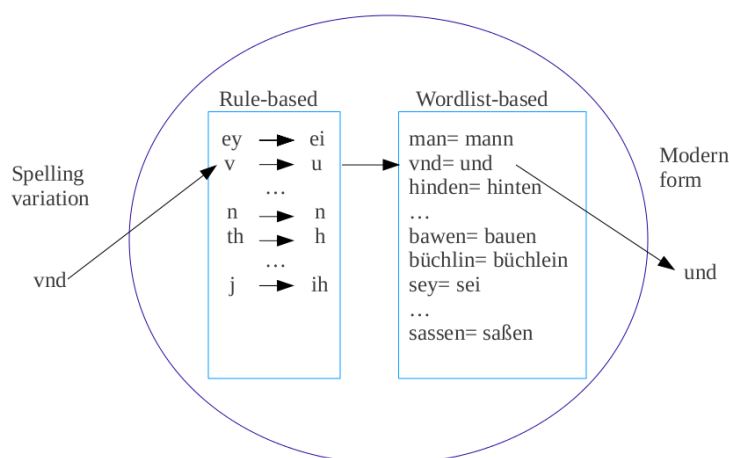 Rule-based
ey → ei
v → u
...
n → n
th → h
...
j → ih
Wordlist-based
man= mann
vnd= und
hinden= hinten
...
bawen= bauen
büchlin= büchlein
sey= sei
...
sassen= saßen
Spelling
variation
vnd
Modern
form
und